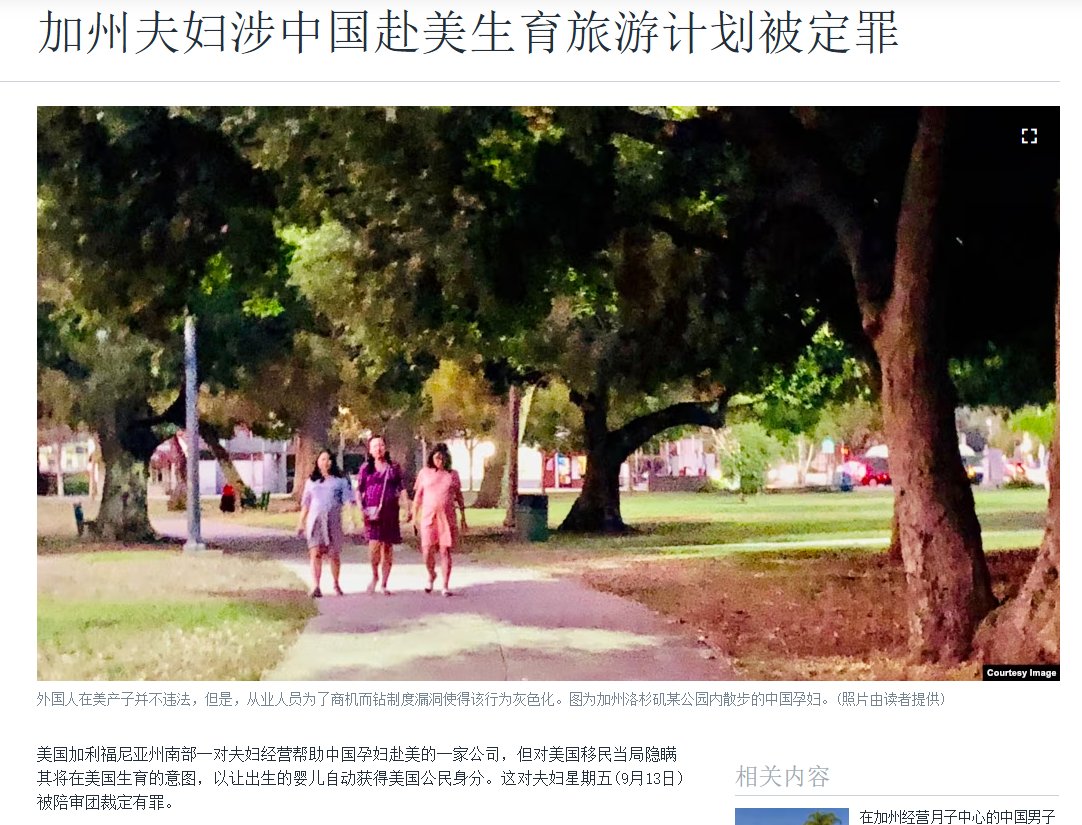 加州夫妇涉中国赴美生育旅游计划被定罪
Courtesy Image
外国人在美产子并不违法，但是，从业人员为了商机而钻制度漏洞使得该行为灰色化。图为加州洛杉矶某公园内散步的中国孕妇。(照片由读者提供)
美国加利福尼亚州南部一对夫妇经营帮助中国孕妇赴美的一家公司，但对美国移民当局隐瞒
其将在美国生育的意图，以让出生的婴儿自动获得美国公民身分。这对夫妇星期五(9月13日)
被陪审团裁定有罪。
相关内容
在加州经营月子中心的中国男子